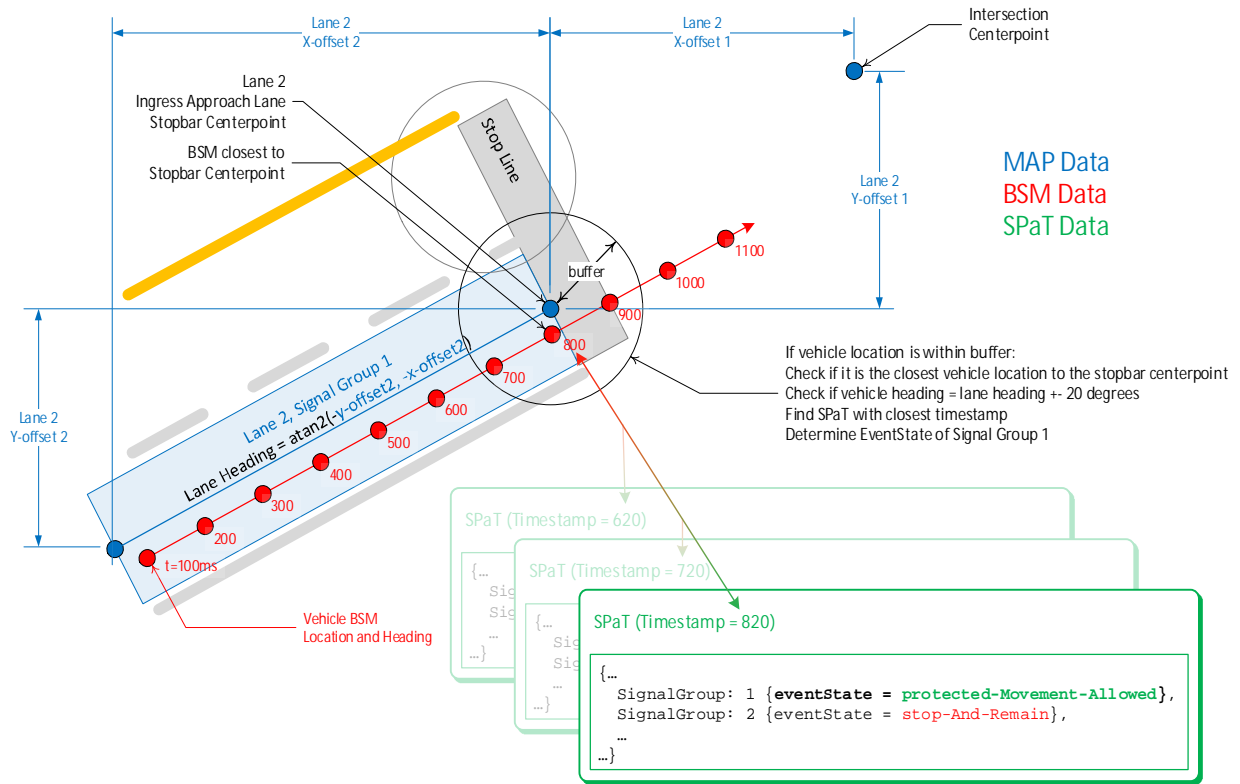 Lane 2
X-offset 2
Lane 2
X-offset 1
Intersection
Centerpoint
Lane 2
Ingress Approach Lane
Stopbar Centerpoint
BSM closest to
Stopbar Centerpoint
Stop Line
Lane 2
Y-offset 1
MAP Data
BSM Data
SPaT Data
buffer
1100
1000
900
800
700
600
500
400
300
200
t=100ms
Lane 2, Signal Group 1
Lane Heading = atan2(-y-offset2, -x-offset2)
Lane 2
Y-offset 2
If vehicle location is within buffer:
Check if it is the closest vehicle location to the stopbar centerpoint
Check if vehicle heading = lane heading +- 20 degrees
Find SPaT with closest timestamp
Determine EventState of Signal Group 1
Vehicle BSM
Location and Heading
SPaT (Timestamp = 620)
{…
Sig
Sig
…
…}
SPaT (Timestamp = 720)
{…
Sig
Sig
…
…}
SPaT (Timestamp = 820)
{…
SignalGroup: 1 {eventState = protected-Movement-Allowed},
SignalGroup: 2 {eventState = stop-And-Remain},
…
…}